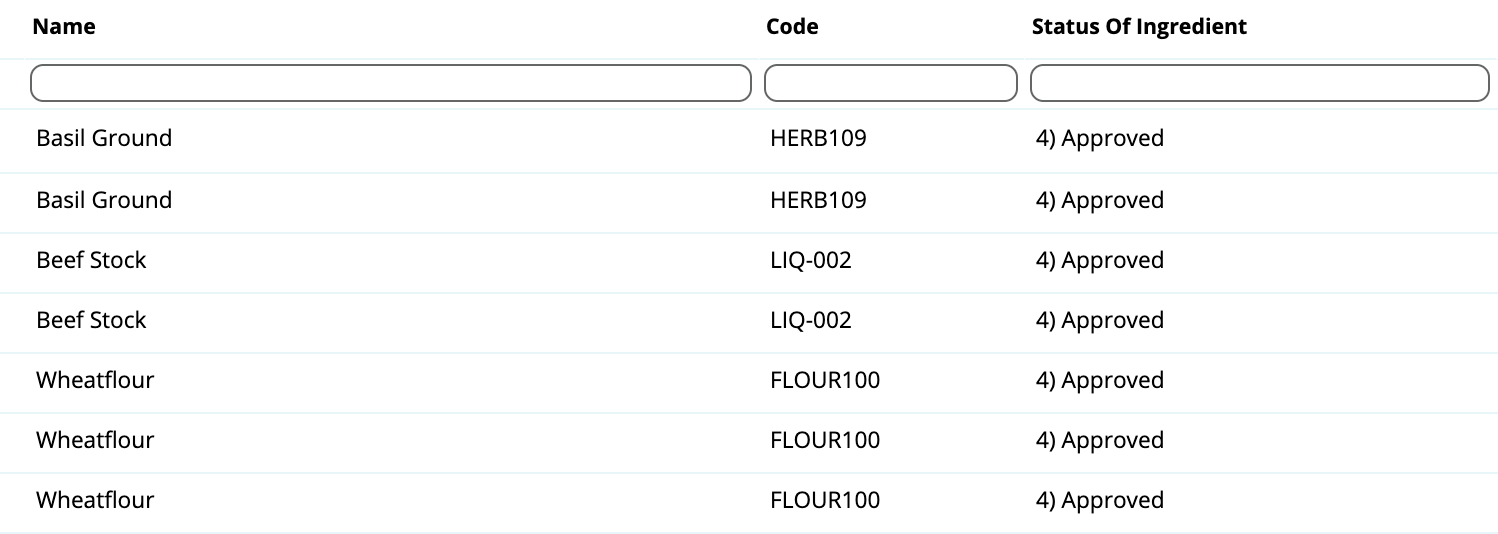 Name Code Status Of Ingredient
Basil Ground HERB109 4) Approved
Basil Ground HERB109 4) Approved
Beef Stock LIQ-002 4) Approved
Beef Stock LIQ-002 4) Approved
Wheatflour FLOUR100 4) Approved
Wheatflour FLOUR100 4) Approved
Wheatflour FLOUR100 4) Approved